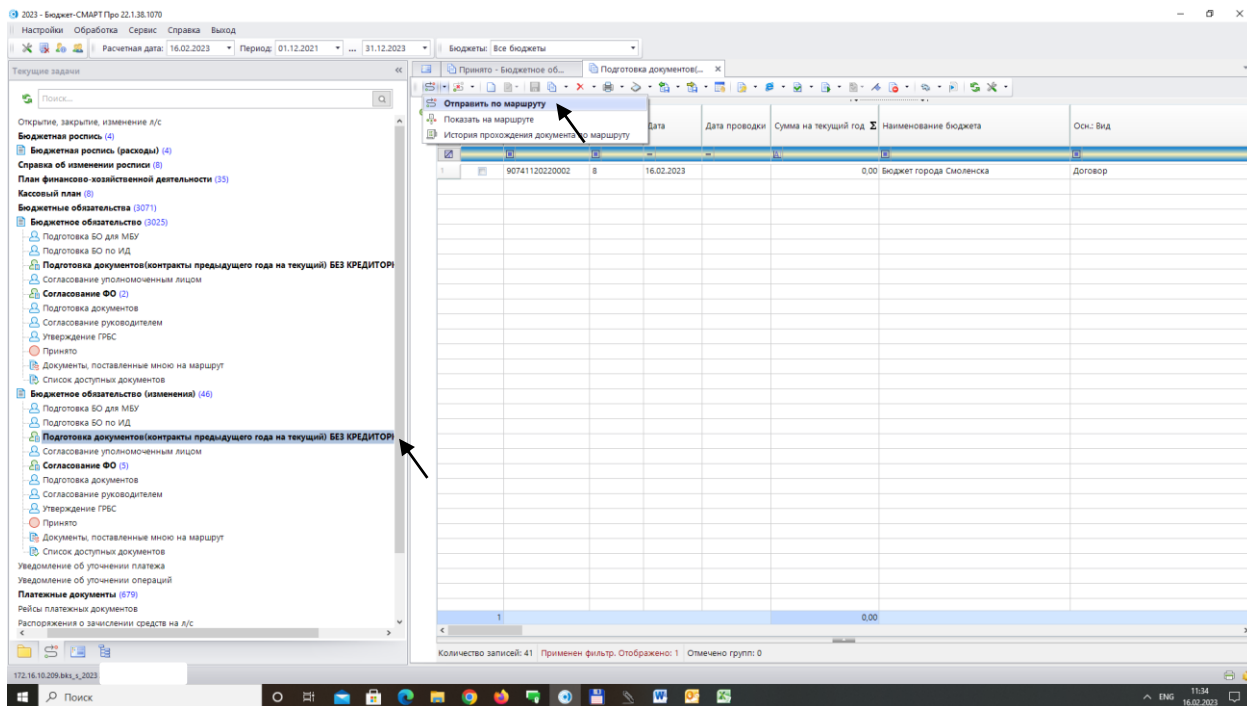 2023 - Бюджет-СМАРТ Про 22.1.38.1070
Настройки Обработка Сервис Справка Выход
Расчетная дата: 16.02.2023 Период: 01.12.2021 ... 31.12.2023 Бюджеты: Все бюджеты
Текущие задачи
Принято - Бюджетное об...
Подготовка документов(...
Поиск...
Отправить по маршруту
Показать на маршруте
История прохождения документа по маршруту
Дата Дата проводки Сумма на текущий год Σ Наименование бюджета Осн.: Вид
1 90741120220002 8 16.02.2023 0,00 Бюджет города Смоленска Договор
Открытие, закрытие, изменение л/с
Бюджетная роспись (4)
Бюджетная роспись (расходы) (4)
Справка об изменении росписи (8)
План финансово-хозяйственной деятельности (35)
Кассовый план (8)
Бюджетные обязательства (3071)
Бюджетное обязательство (3025)
Подготовка БО для МБУ
Подготовка БО по ИД
Подготовка документов(контракты предыдущего года на текущий) БЕЗ КРЕДИТОРН
Согласование уполномоченным лицом
Согласование ФО (2)
Подготовка документов
Согласование руководителем
Утверждение ГРБС
Принято
Документы, поставленные мною на маршрут
Список доступных документов
Бюджетное обязательство (изменения) (46)
Подготовка БО для МБУ
Подготовка БО по ИД
Подготовка документов(контракты предыдущего года на текущий) БЕЗ КРЕДИТОРН
Согласование уполномоченным лицом
Согласование ФО (5)
Подготовка документов
Согласование руководителем
Утверждение ГРБС
Принято
Документы, поставленные мною на маршрут
Список доступных документов
Уведомление об уточнении платежа
Уведомление об уточнении операций
Платежные документы (679)
Рейсы платежных документов
Распоряжения о зачислении средств на л/с
1 0,00
Количество записей: 41 Применен фильтр. Отображено: 1 Отмечено групп: 0
172.16.10.209.bks_s_2023
Поиск
ENG 11:34
16.02.2023